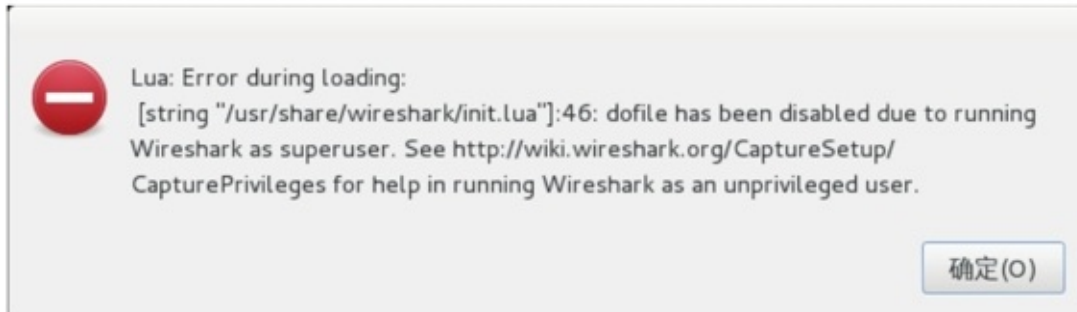 Lua: Error during loading:
[string "/usr/share/wireshark/init.lua"]:46: dofile has been disabled due to running
Wireshark as superuser. See http://wiki.wireshark.org/CaptureSetup/
CapturePrivileges for help in running Wireshark as an unprivileged user.
确定(O)